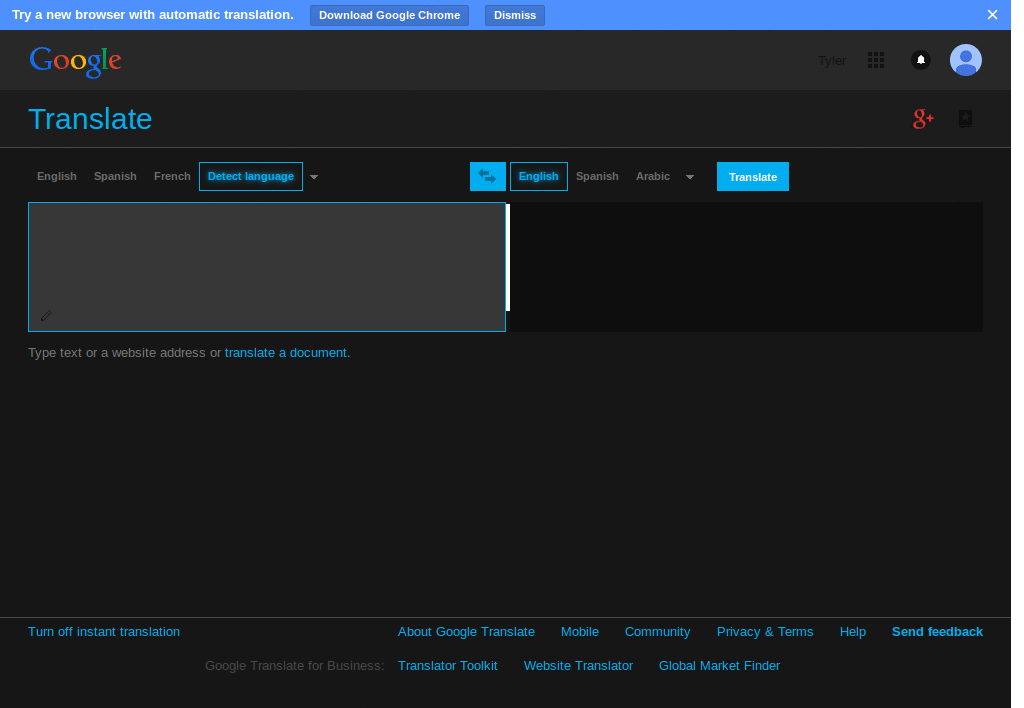 Try a new browser with automatic translation. Download Google Chrome Dismiss
Google
Tyler
Translate
English Spanish French Detect language English Spanish Arabic Translate
Type text or a website address or translate a document.
Turn off instant translation About Google Translate Mobile Community Privacy & Terms Help Send feedback
Google Translate for Business: Translator Toolkit Website Translator Global Market Finder